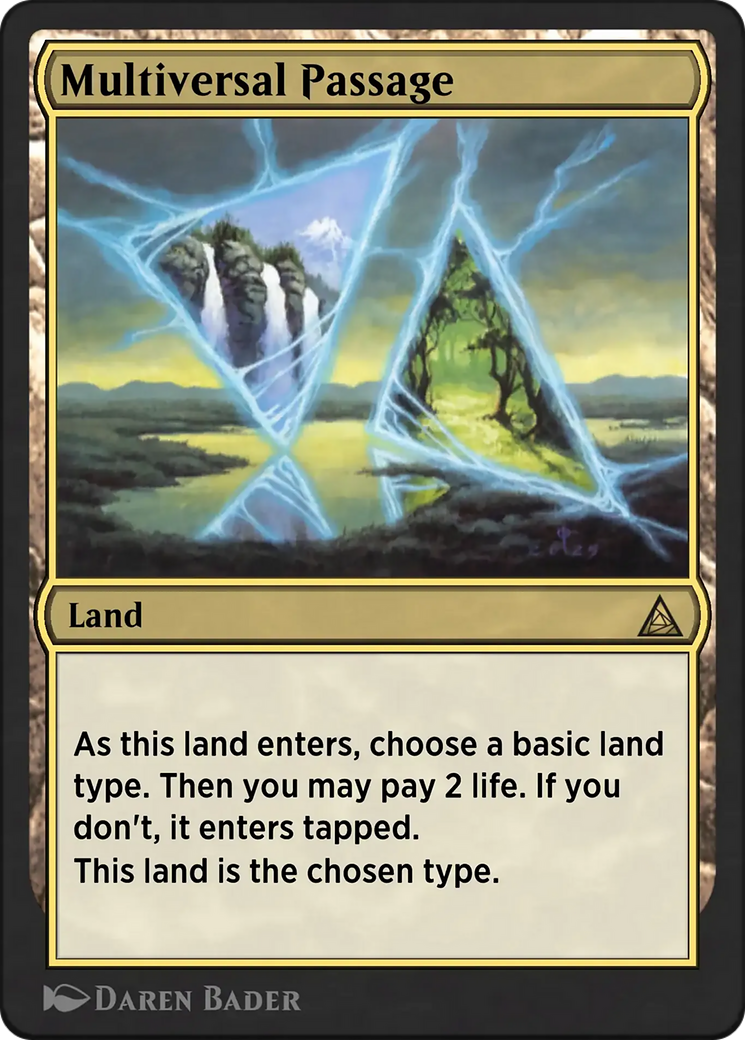 Multiversal Passage
Land
As this land enters, choose a basic land
type. Then you may pay 2 life. If you
don't, it enters tapped.
This land is the chosen type.
Daren Bader